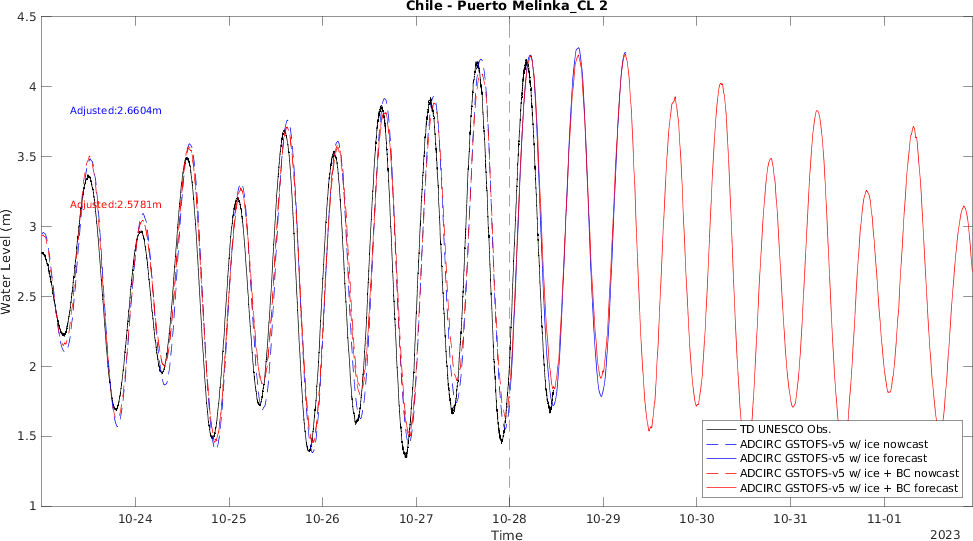 Chile - Puerto Melinka_CL 2
4.5
4
3.5
3
2.5
2
1.5
1
Water Level (m)
Adjusted:2.6604m
Adjusted:2.5781m
TD UNESCO Obs.
ADCIRC GSTOFS-v5 w/ ice nowcast
ADCIRC GSTOFS-v5 w/ ice forecast
ADCIRC GSTOFS-v5 w/ ice + BC nowcast
ADCIRC GSTOFS-v5 w/ ice + BC forecast
10-24 10-25 10-26 10-27 10-28 10-29 10-30 10-31 11-01
Time
2023